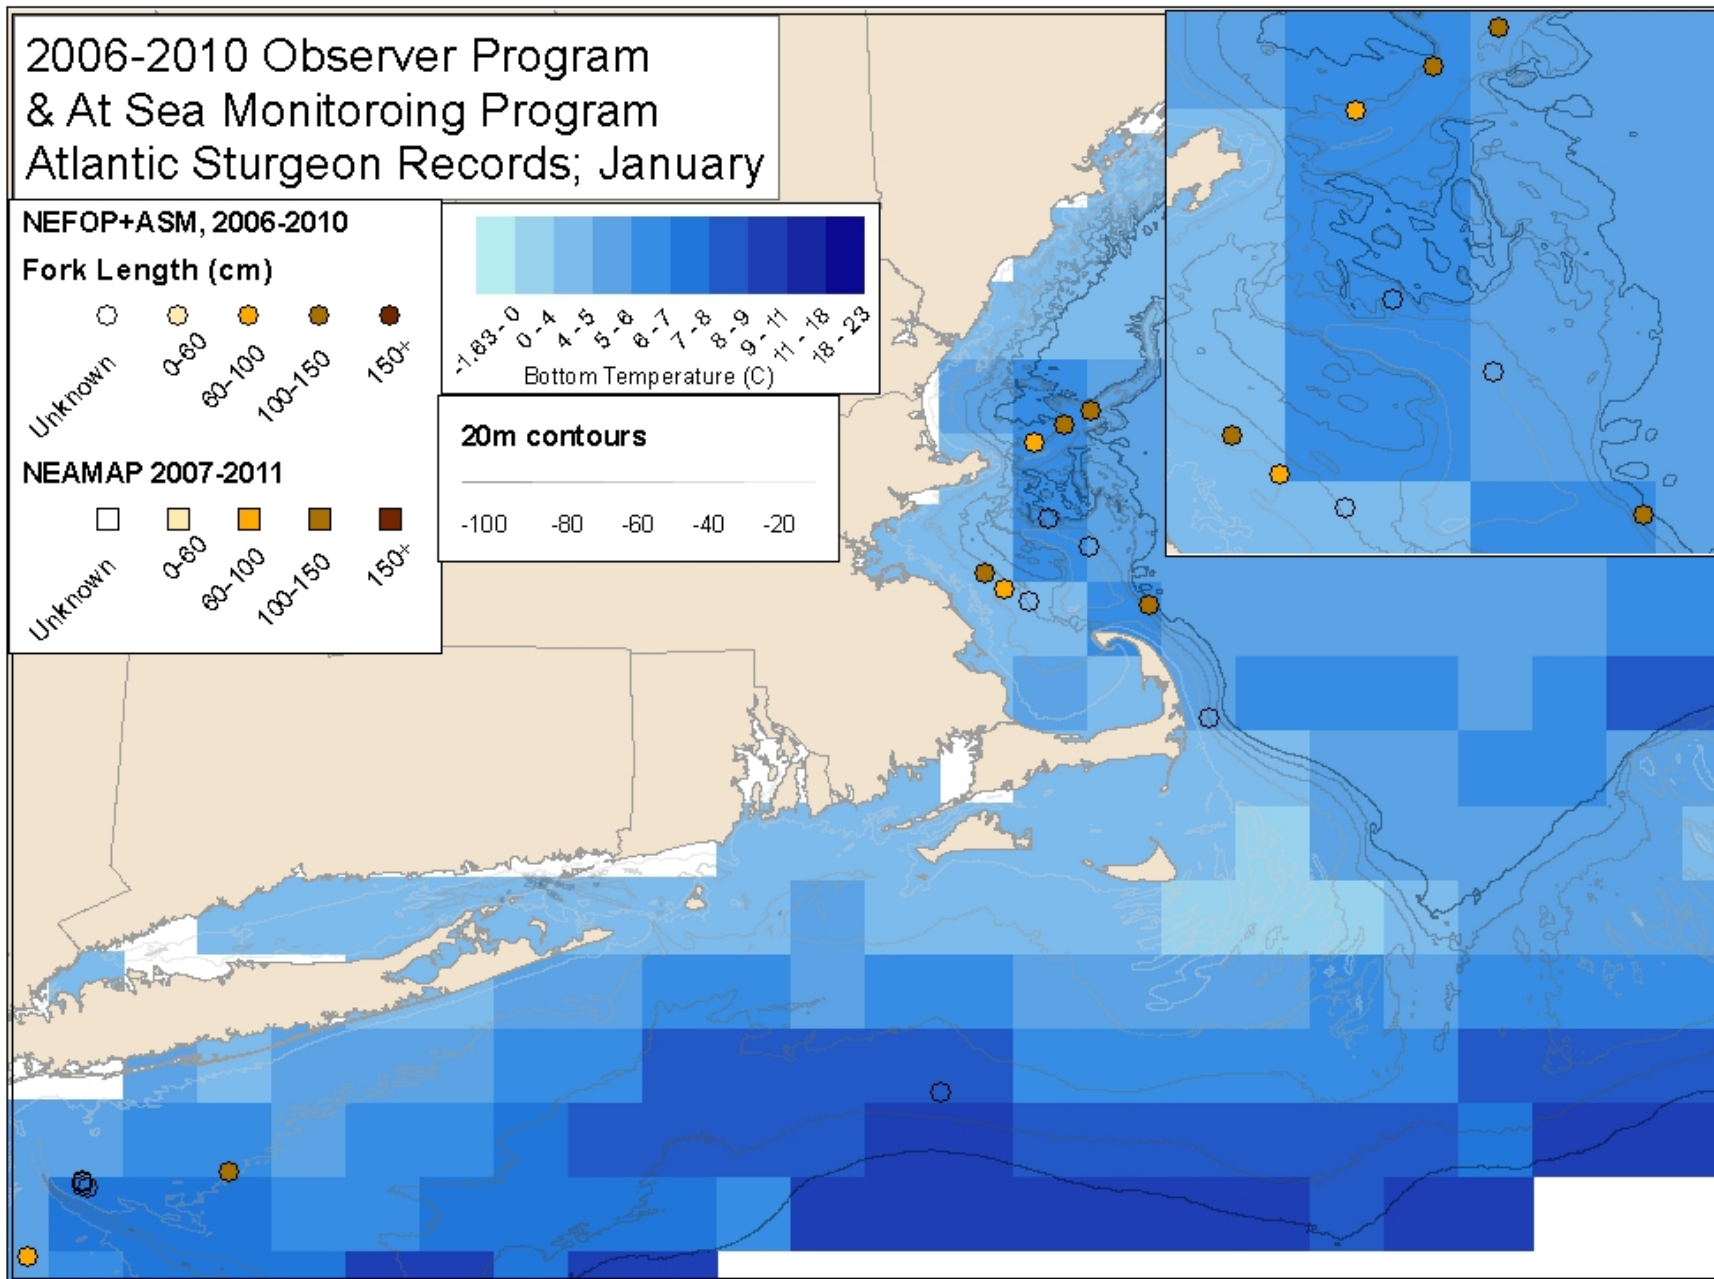 2006-2010 Observer Program
& At Sea Monitoroing Program
Atlantic Sturgeon Records; January
NEFOP+ASM, 2006-2010
Fork Length (cm)
Unknown
0-60
60-100
100-150
150+
NEAMAP 2007-2011
Unknown
0-60
60-100
100-150
150+
-1.63 - 0
0 - 4
4 - 5
5 - 6
6 - 7
7 - 8
8 - 9
9 - 11
11 - 18
18 - 23
Bottom Temperature (C)
20m contours
-100 -80 -60 -40 -20